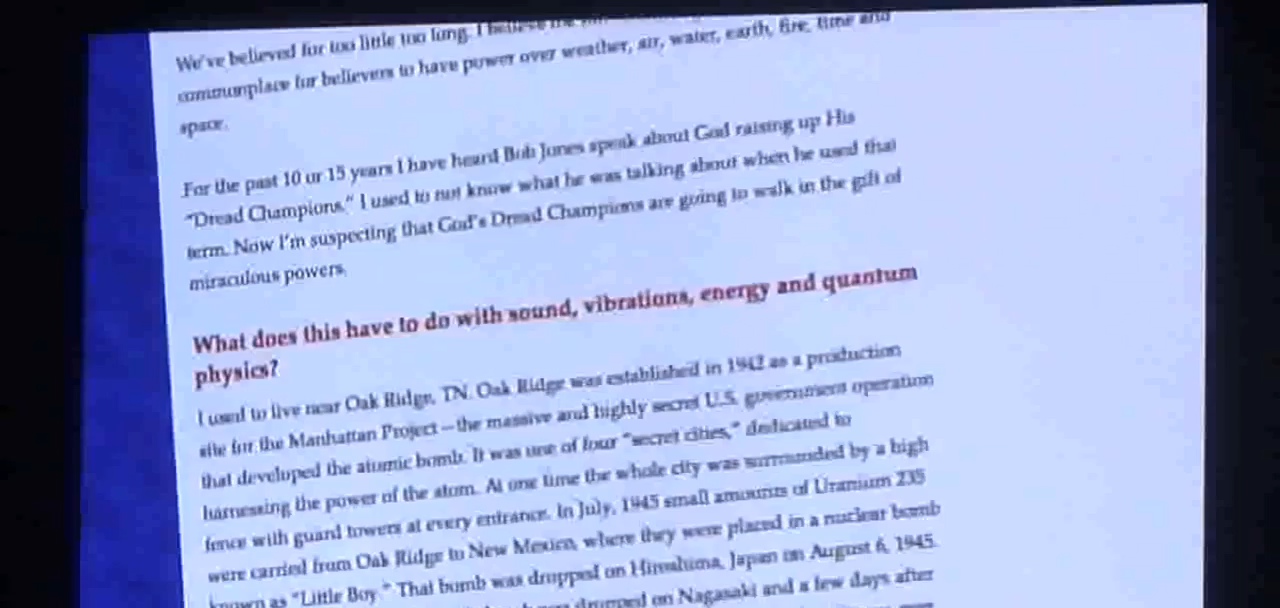 We've believed for too little too long. I believe
commonplace for believers to have power over weather, air, water, earth, fire, time and
space.
For the past 10 or 15 years I have heard Bob Jones speak about God raising up His
"Dread Champions." I used to not know what he was talking about when he used that
term. Now I'm suspecting that God's Dread Champions are going to walk in the gift of
miraculous powers.
What does this have to do with sound, vibrations, energy and quantum
physics?
I used to live near Oak Ridge, TN. Oak Ridge was established in 1942 as a production
site for the Manhattan Project—the massive and highly secret U.S. government operation
that developed the atomic bomb. It was one of four "secret cities," dedicated to
harnessing the power of the atom. At one time the whole city was surrounded by a high
fence with guard towers at every entrance. In July, 1945 small amounts of Uranium 235
were carried from Oak Ridge to New Mexico, where they were placed in a nuclear bomb
known as "Little Boy." That bomb was dropped on Hiroshima, Japan on August 6, 1945.
dropped on Nagasaki and a few days after